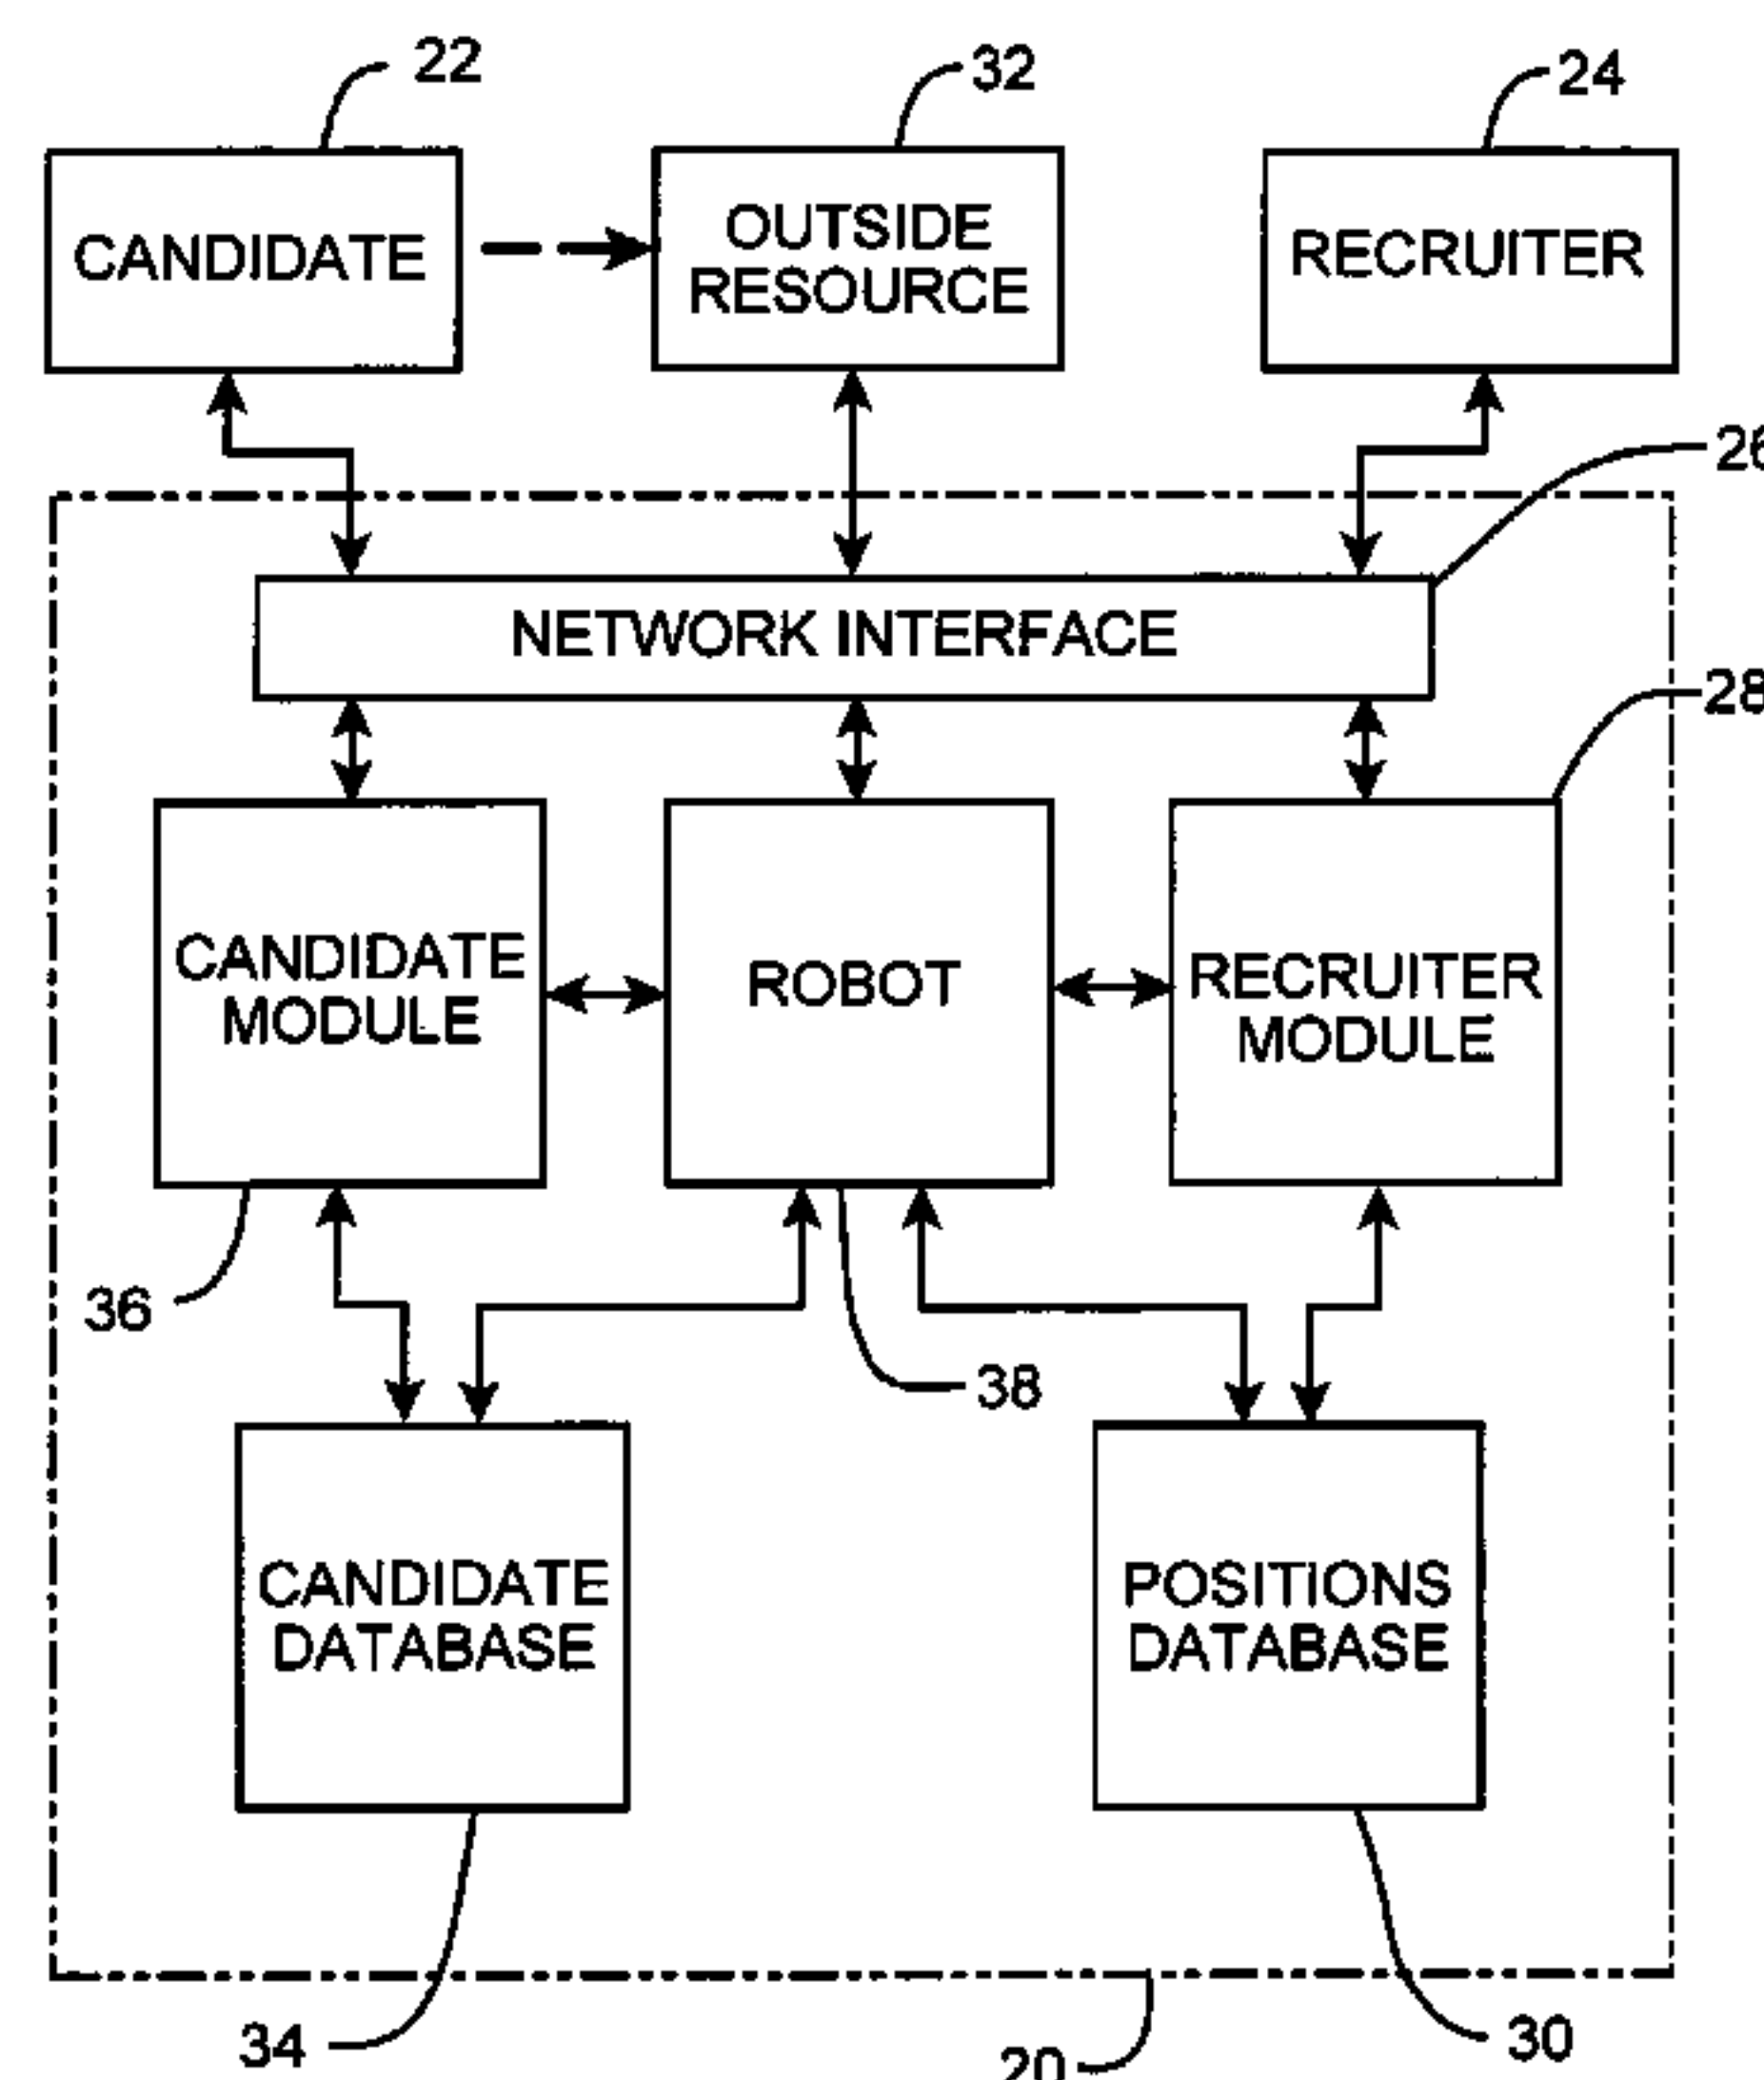 22
32
24
CANDIDATE
OUTSIDE
RESOURCE
RECRUITER
26
NETWORK INTERFACE
28
CANDIDATE
MODULE
ROBOT
RECRUITER
MODULE
36
38
CANDIDATE
DATABASE
POSITIONS
DATABASE
34
20
30